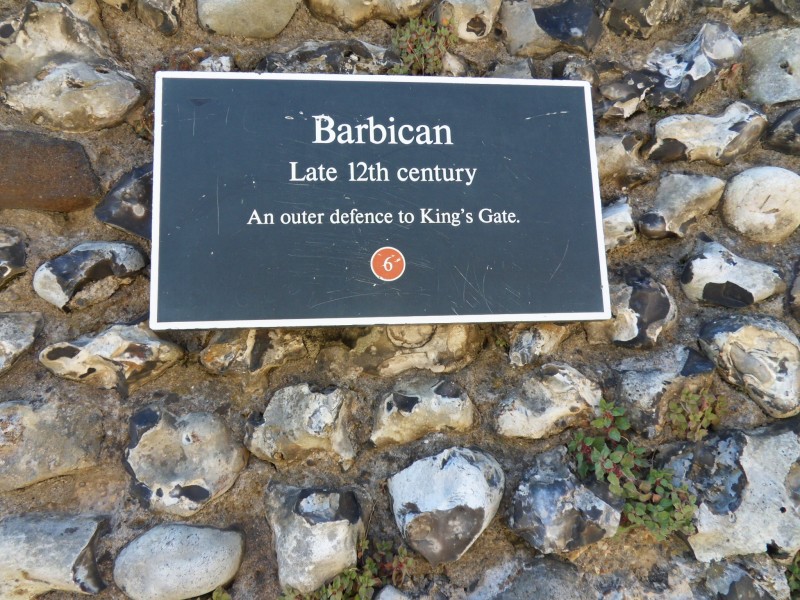 Barbican
Late 12th century
An outer defence to King's Gate.
6